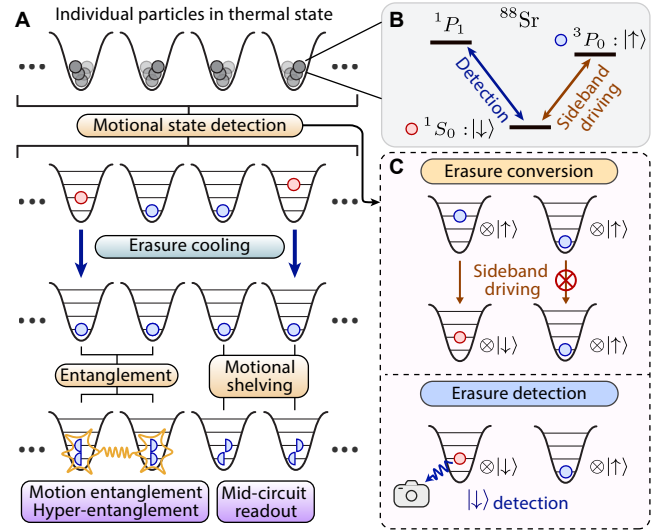 Individual particles in thermal state
A
Motional state detection
Erasure cooling
Entanglement
Motional
shelving
Motion entanglement
Hyper-entanglement
Mid-circuit
readout
B
⁸⁸Sr
¹P₁
³P₀ : |↑⟩
Detection
Sideband
driving
¹S₀ : |↓⟩
C
Erasure conversion
⊗|↑⟩ ⊗|↑⟩
Sideband
driving
⊗|↓⟩ ⊗|↑⟩
Erasure detection
⊗|↓⟩ ⊗|↑⟩
|↓⟩ detection